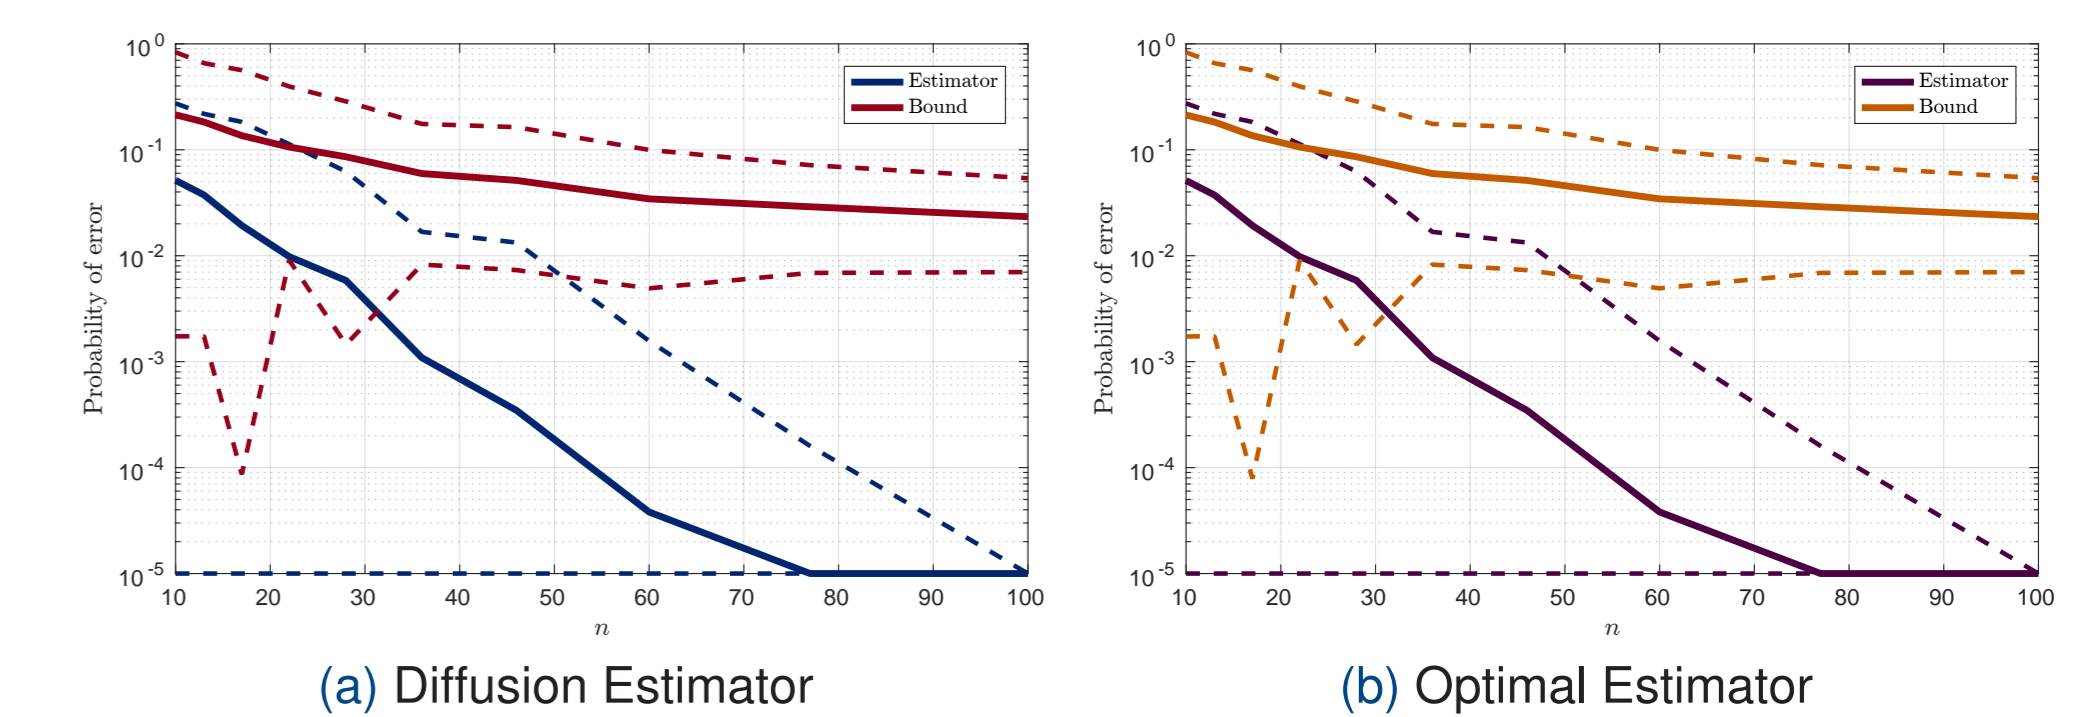 10^0
10^-1
10^-2
10^-3
10^-4
10^-5
Probability of error
Estimator
Bound
10 20 30 40 50 60 70 80 90 100
n
(a) Diffusion Estimator
10^0
10^-1
10^-2
10^-3
10^-4
10^-5
Probability of error
Estimator
Bound
10 20 30 40 50 60 70 80 90 100
n
(b) Optimal Estimator